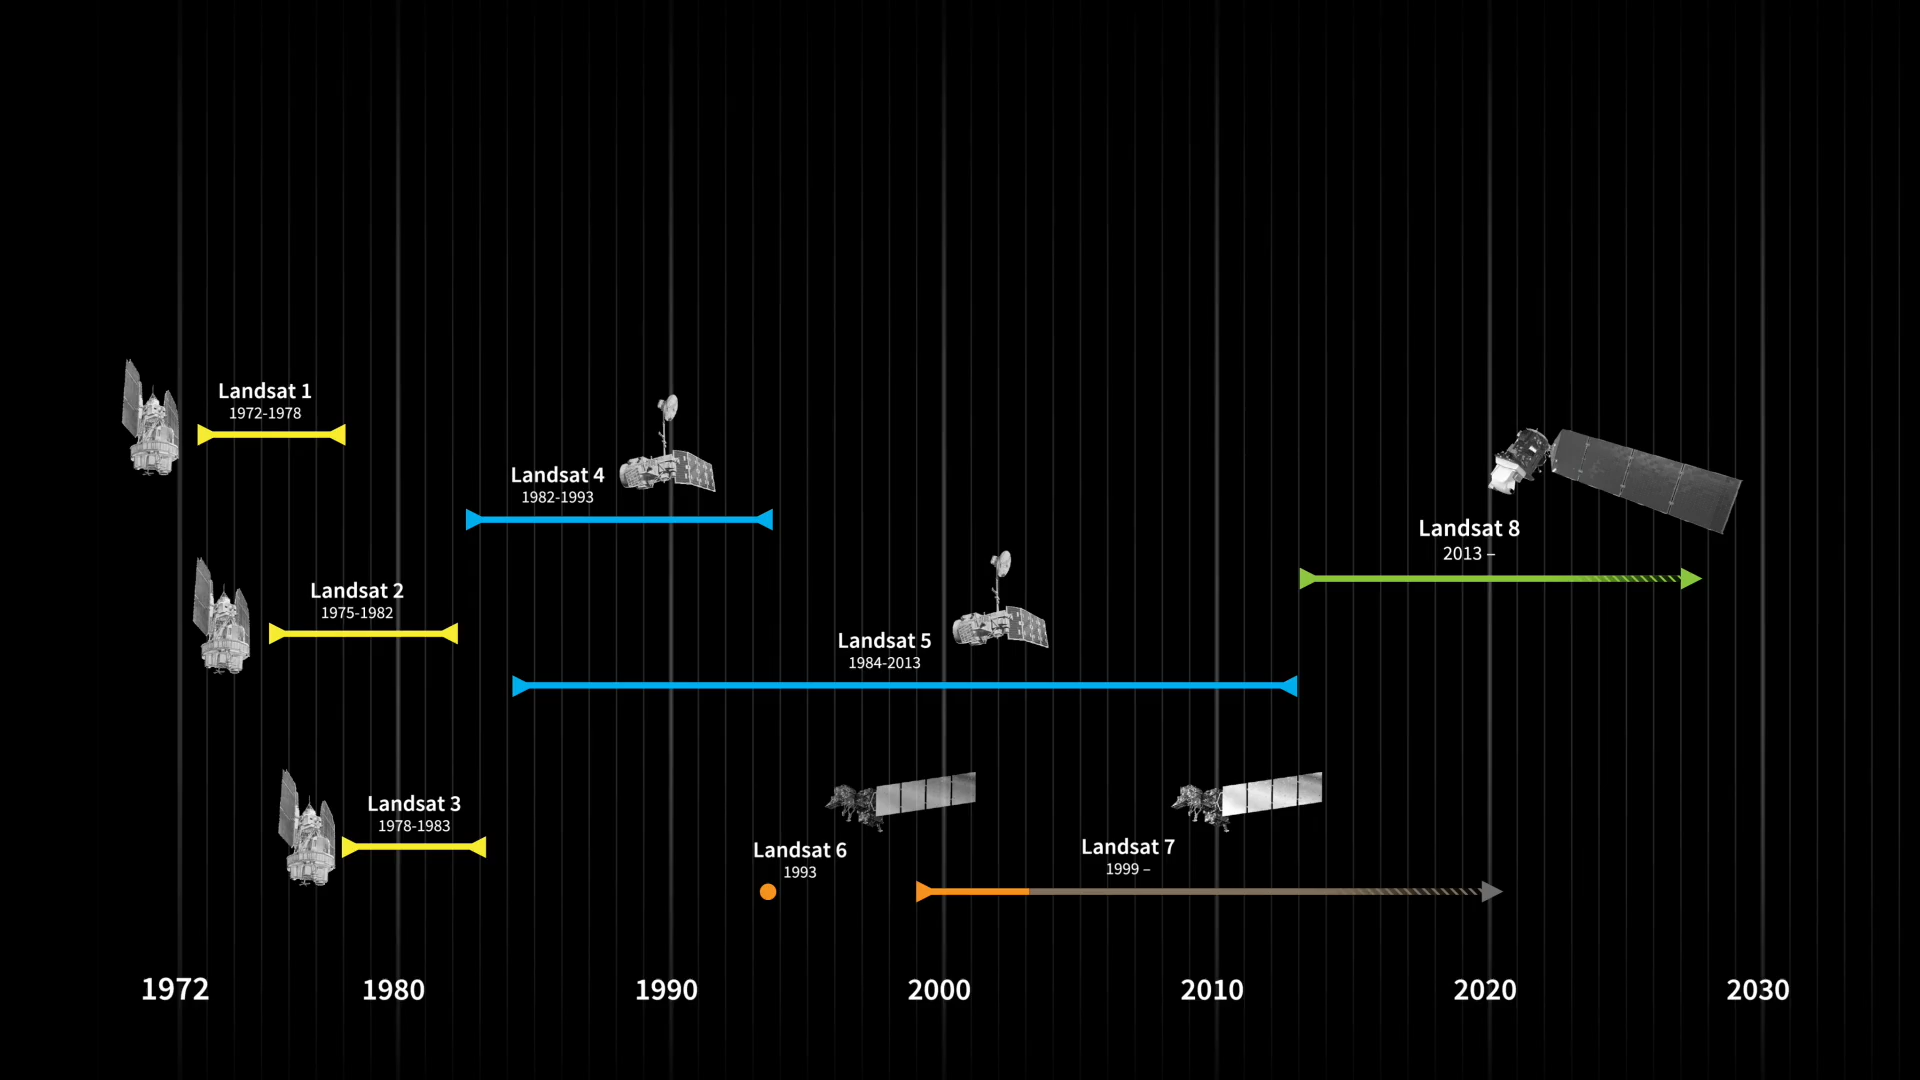 Landsat 1
1972-1978
Landsat 4
1982-1993
Landsat 8
2013 –
Landsat 2
1975-1982
Landsat 5
1984-2013
Landsat 3
1978-1983
Landsat 6
1993
Landsat 7
1999 –
1972
1980
1990
2000
2010
2020
2030